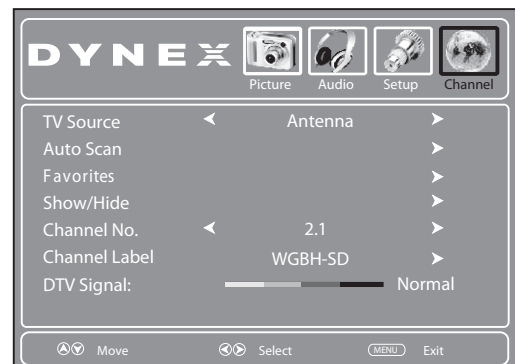 DYNEX
Picture Audio Setup Channel
TV Source Antenna
Auto Scan
Favorites
Show/Hide
Channel No. 2.1
Channel Label WGBH-SD
DTV Signal: Normal
Move Select MENU Exit